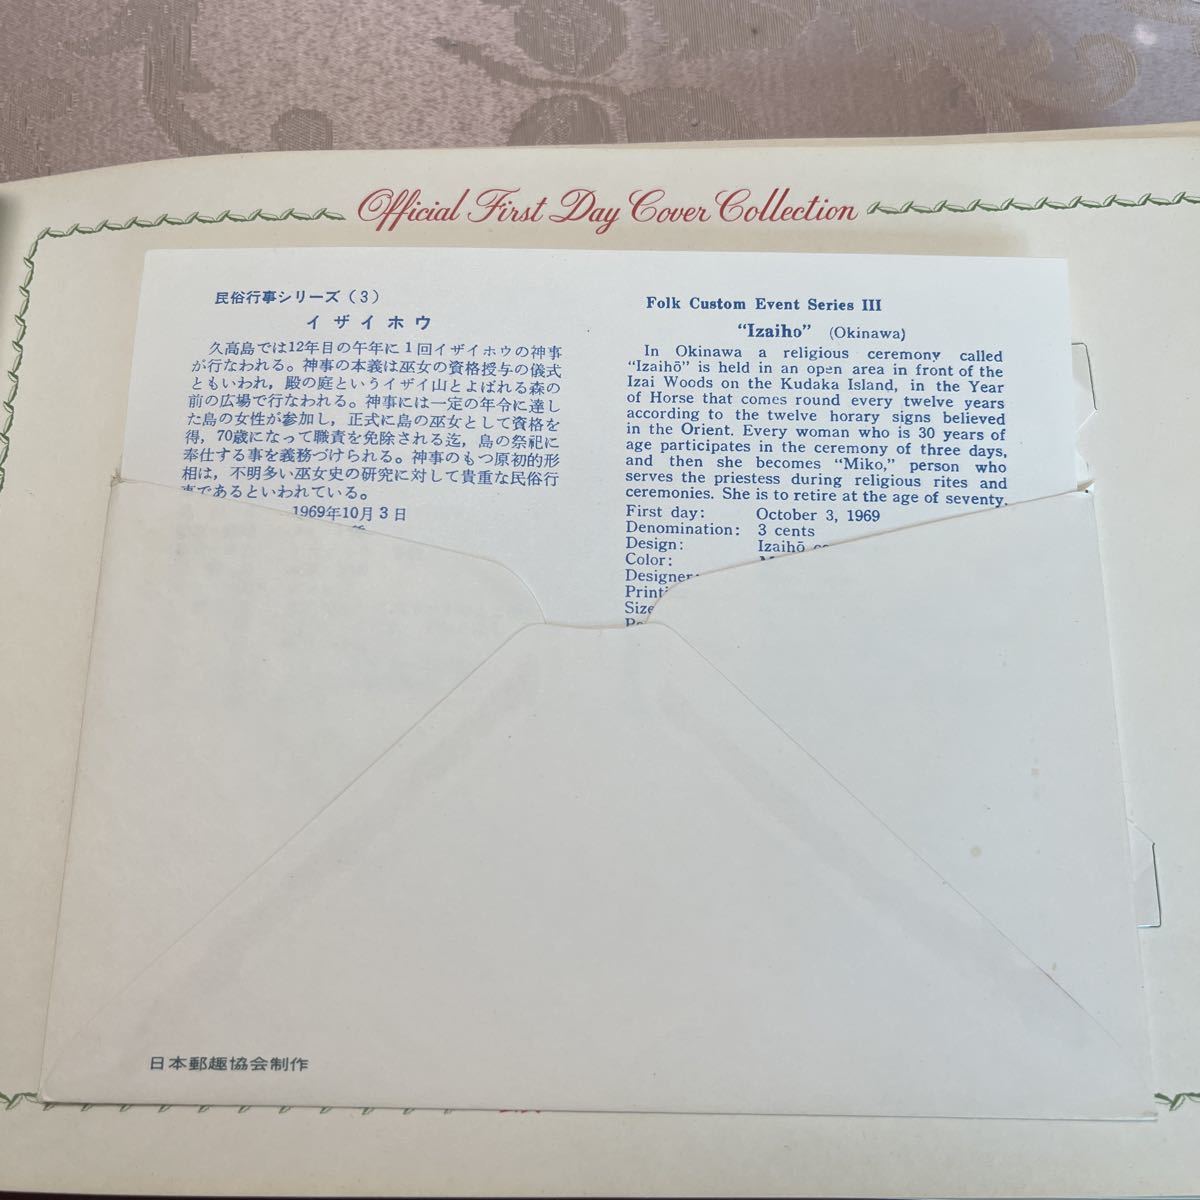 Official First Day Cover Collection
民俗行事シリーズ（3）
イザイホウ
久高島では12年目の午年に1回イザイホウの神事
が行なわれる。神事の本義は巫女の資格授与の儀式
ともいわれ，殿の庭というイザイ山とよばれる森の
前の広場で行なわれる。神事には一定の年令に達し
た島の女性が参加し，正式に島の巫女として資格を
得，70歳になって職責を免除される迄，島の祭祀に
奉仕する事を義務づけられる。神事のもつ原初的形
相は，不明多い巫女史の研究に対して貴重な民俗行
事であるといわれている。
1969年10月3日
Folk Custom Event Series III
“Izaiho” (Okinawa)
In Okinawa a religious ceremony called
“Izaihō” is held in an open area in front of the
Izai Woods on the Kudaka Island, in the Year
of Horse that comes round every twelve years
according to the twelve horary signs believed
in the Orient. Every woman who is 30 years of
age participates in the ceremony of three days,
and then she becomes “Miko,” person who
serves the priestess during religious rites and
ceremonies. She is to retire at the age of seventy.
First day: October 3, 1969
Denomination: 3 cents
Design: Izaihō
Color:
Designer:
Size
日本郵趣協会制作